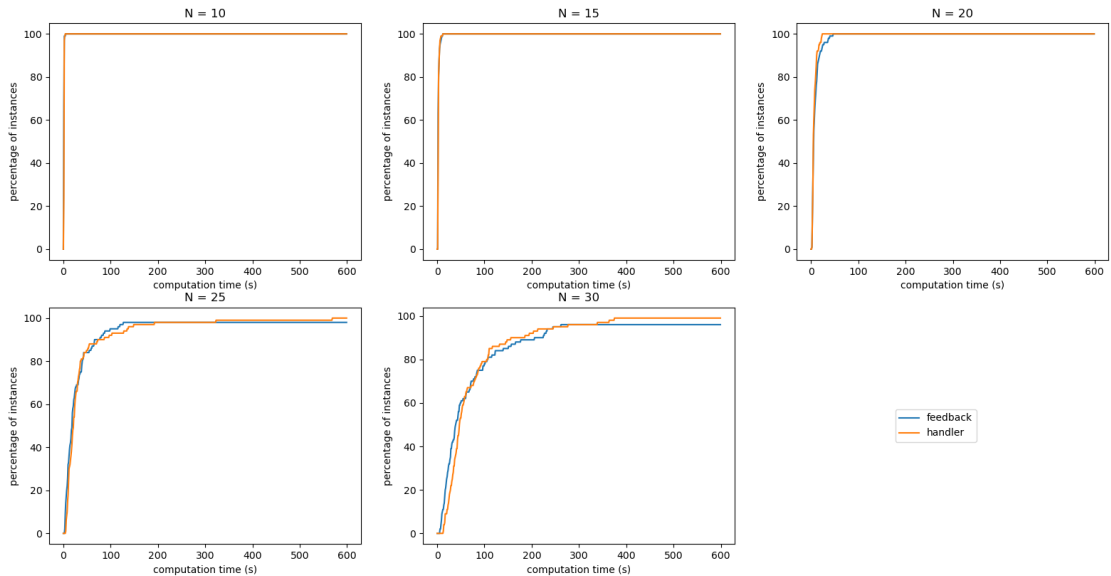 N = 10
100
80
60
40
20
0
percentage of instances
0 100 200 300 400 500 600
computation time (s)
N = 15
100
80
60
40
20
0
percentage of instances
0 100 200 300 400 500 600
computation time (s)
N = 20
100
80
60
40
20
0
percentage of instances
0 100 200 300 400 500 600
computation time (s)
N = 25
100
80
60
40
20
0
percentage of instances
0 100 200 300 400 500 600
computation time (s)
N = 30
100
80
60
40
20
0
percentage of instances
0 100 200 300 400 500 600
computation time (s)
feedback
handler